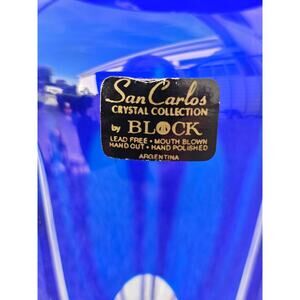 San Carlos
CRYSTAL COLLECTION
by BLOCK
LEAD FREE • MOUTH BLOWN
HAND CUT • HAND POLISHED
ARGENTINA